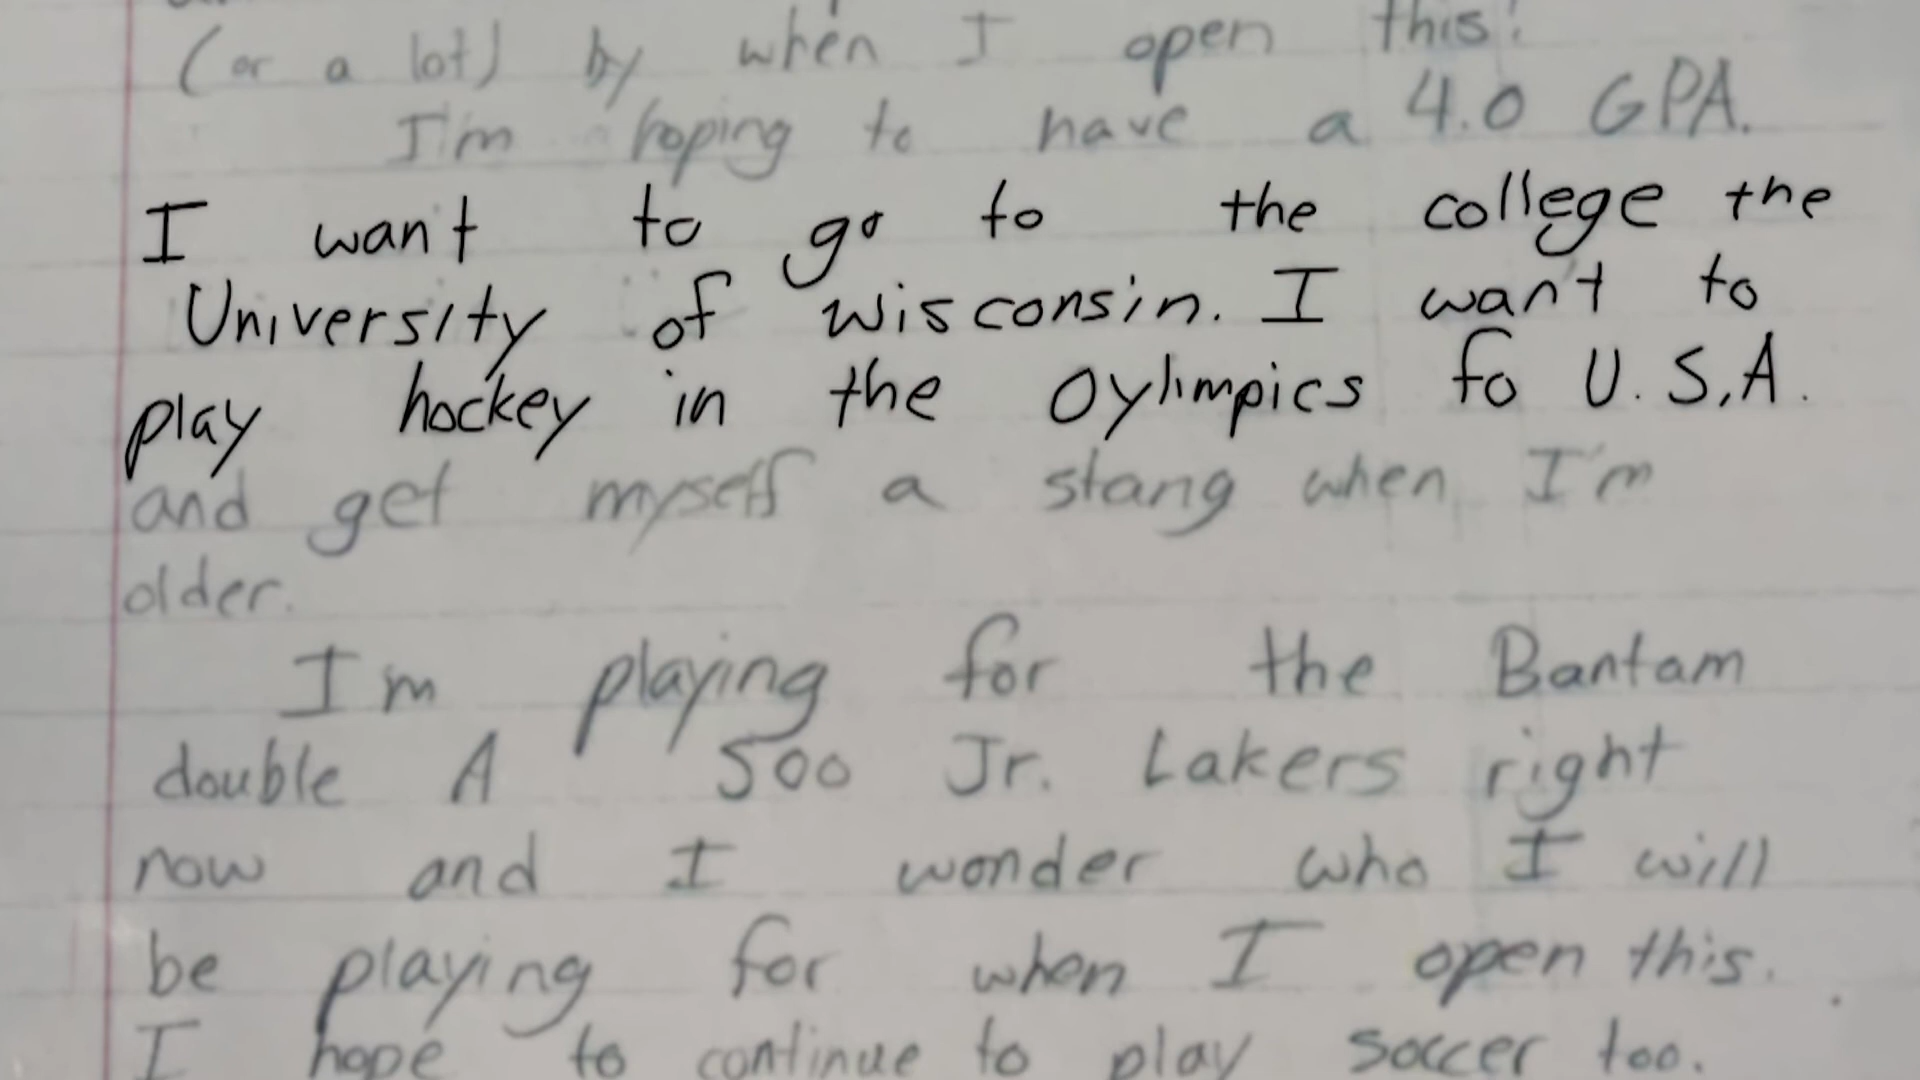 (or a lot) by when I open this!
I'm hoping to have a 4.0 GPA.
I want to go to the college the
University of wisconsin. I want to
play hockey in the Oylimpics fo U.S.A.
and get myself a stang when I'm
older.
Im playing for the Bantam
double A Soo Jr. Lakers right
now and I wonder who I will
be playing for when I open this.
I hope to continue to play soccer too.